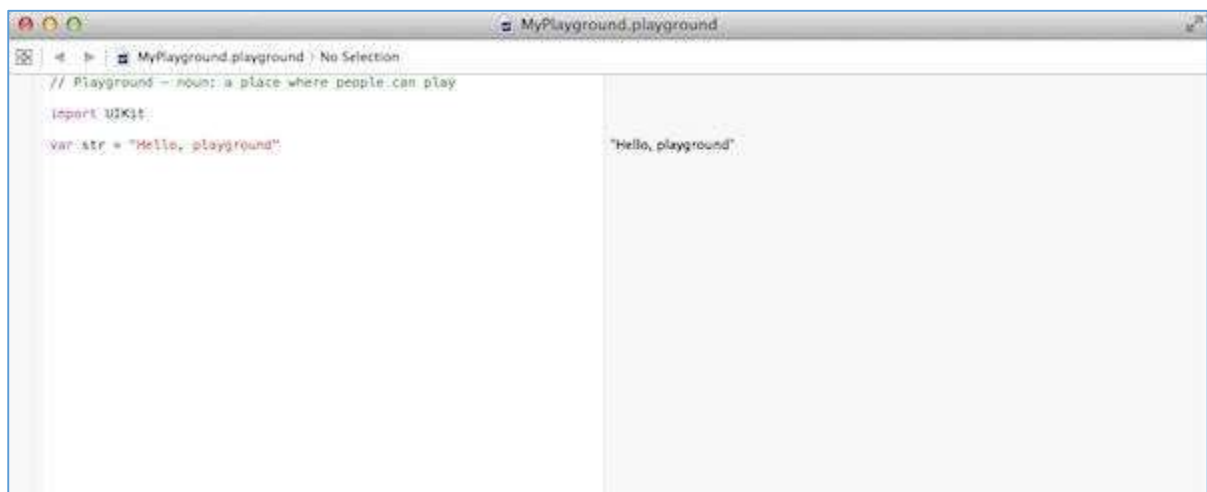 MyPlayground.playground
MyPlayground.playground › No Selection
// Playground - noun: a place where people can play
import UIKit
var str = "Hello, playground"
"Hello, playground"